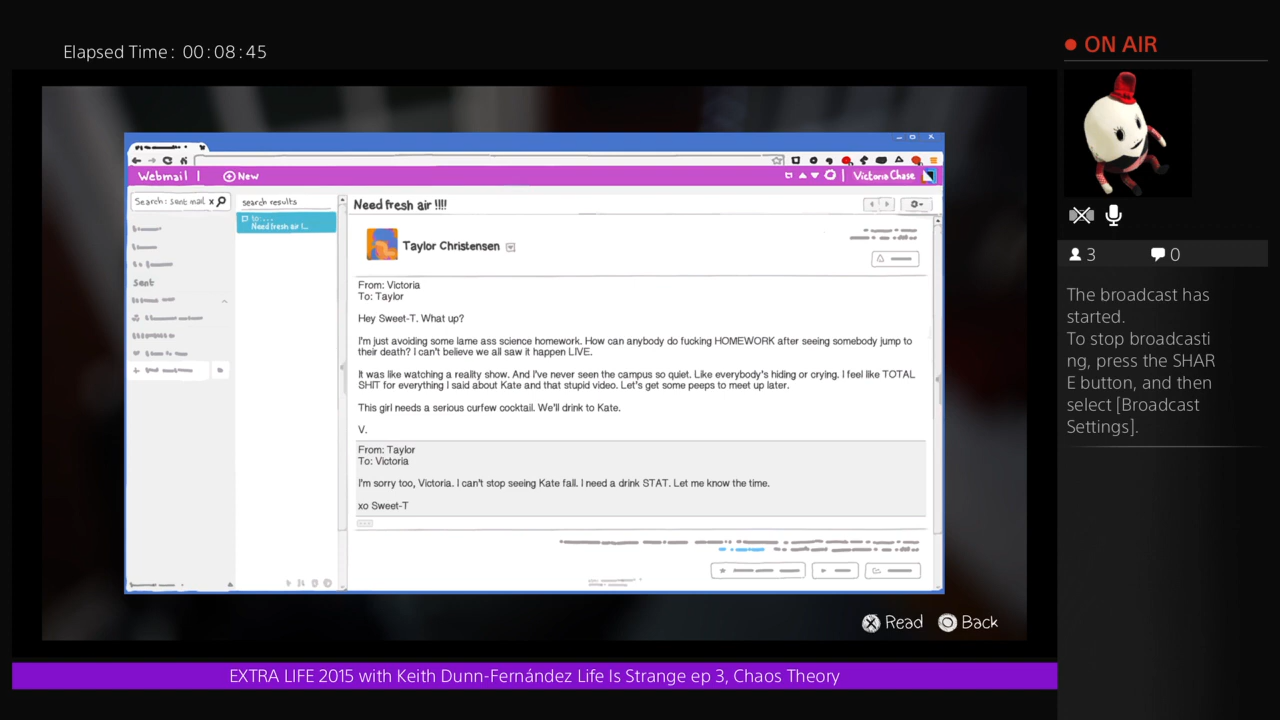 Elapsed Time: 00:08:45
ON AIR
Webmail
New
Victoria Chase
Search: sent mail x
search results
Need fresh air !!!!
to:...
Need fresh air !...
Taylor Christensen
Sent
From: Victoria
To: Taylor
Hey Sweet-T. What up?
I'm just avoiding some lame ass science homework. How can anybody do fucking HOMEWORK after seeing somebody jump to
their death? I can't believe we all saw it happen LIVE.
It was like watching a reality show. And I've never seen the campus so quiet. Like everybody's hiding or crying. I feel like TOTAL
SHIT for everything I said about Kate and that stupid video. Let's get some peeps to meet up later.
This girl needs a serious curfew cocktail. We'll drink to Kate.
V.
From: Taylor
To: Victoria
I'm sorry too, Victoria. I can't stop seeing Kate fall. I need a drink STAT. Let me know the time.
xo Sweet-T
Read
Back
3
0
The broadcast has
started.
To stop broadcasti
ng, press the SHAR
E button, and then
select [Broadcast
Settings].
EXTRA LIFE 2015 with Keith Dunn-Fernández Life Is Strange ep 3, Chaos Theory